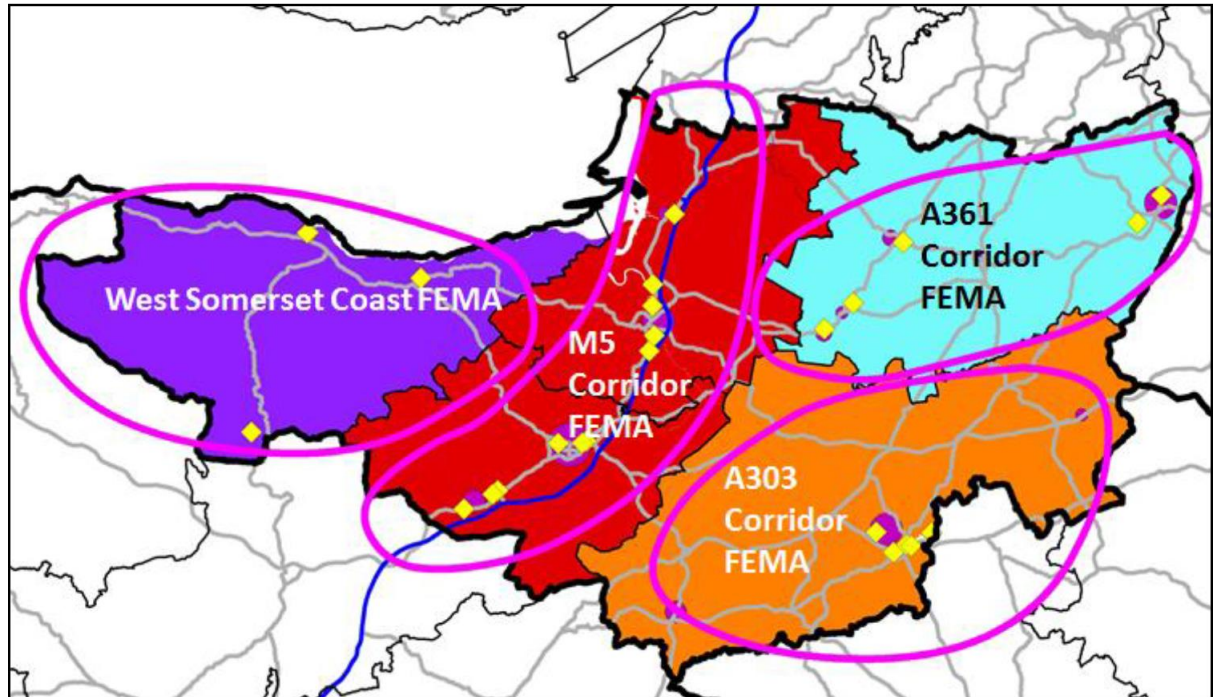 A361
Corridor
FEMA
West Somerset Coast FEMA
M5
Corridor
FEMA
A303
Corridor
FEMA